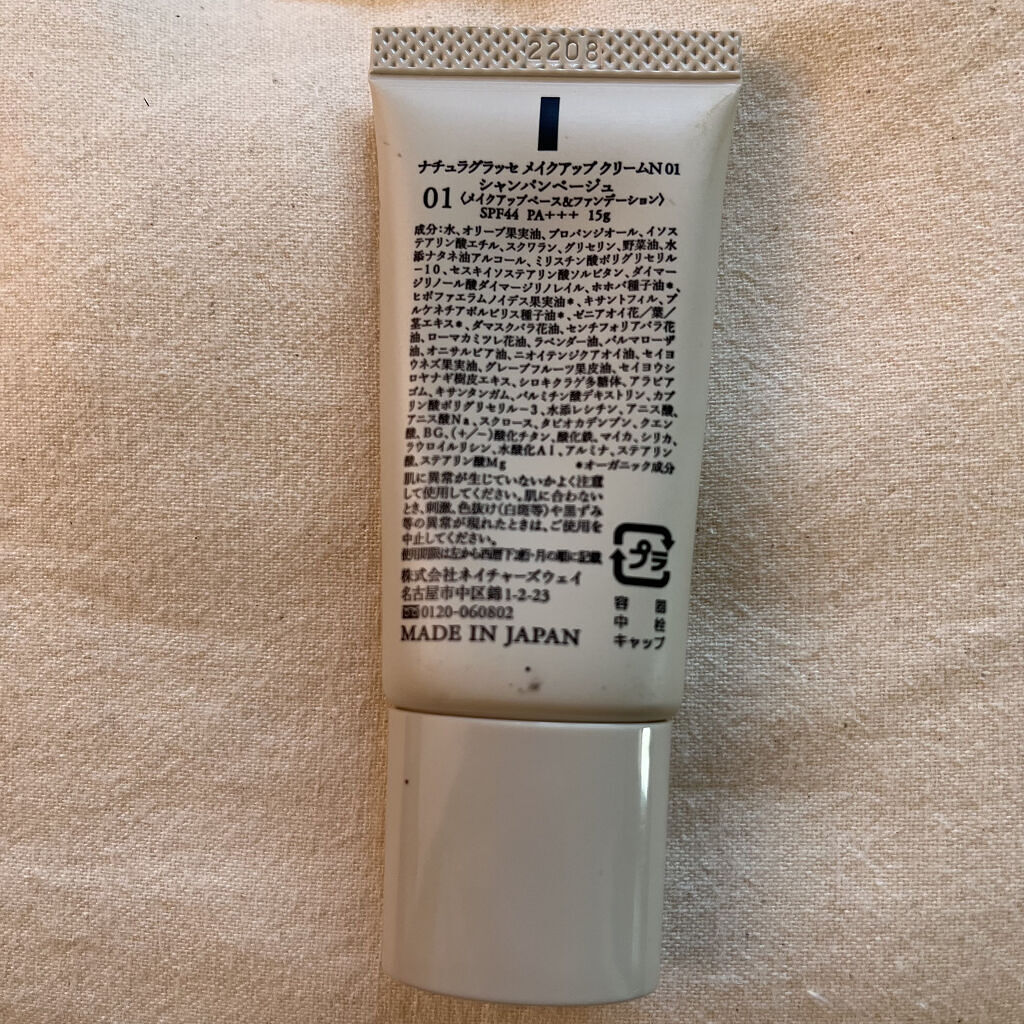 2208
ナチュラグラッセ メイクアップ クリームN 01
シャンパンベージュ
01 〈メイクアップベース&ファンデーション〉
SPF44 PA+++ 15g
成分:水、オリーブ果実油、プロパンジオール、イソス
テアリン酸エチル、スクワラン、グリセリン、野菜油、水
添ナタネ油アルコール、ミリスチン酸ポリグリセリル
-10、セスキイソステアリン酸ソルビタン、ダイマー
ジリノール酸ダイマージリノレイル、ホホバ種子油*、
ヒポファエラムノイデス果実油*、キサントフィル、プ
ルケネチアボルビリス種子油*、ゼニアオイ花/葉/
茎エキス*、ダマスクバラ花油、センチフォリアバラ花
油、ローマカミツレ花油、ラベンダー油、パルマローザ
油、オニサルビア油、ニオイテンジクアオイ油、セイヨ
ウネズ果実油、グレープフルーツ果皮油、セイヨウシ
ロヤナギ樹皮エキス、シロキクラゲ多糖体、アラビア
ゴム、キサンタンガム、パルミチン酸デキストリン、カプ
リン酸ポリグリセリル-3、水添レシチン、アニス酸、
アニス酸Na、スクロース、タピオカデンプン、クエン
酸、BG、(+/-)酸化チタン、酸化鉄、マイカ、シリカ、
ラウロイルリシン、水酸化Al、アルミナ、ステアリン
酸、ステアリン酸Mg *オーガニック成分
肌に異常が生じていないかよく注意
して使用してください。肌に合わない
とき、刺激、色抜け(白斑等)や黒ずみ
等の異常が現れたときは、ご使用を
中止してください。
使用期限は左から西暦下2桁・月の順に記載
株式会社ネイチャーズウェイ
名古屋市中区錦1-2-23
0120-060802
MADE IN JAPAN
プラ
容器
中栓
キャップ